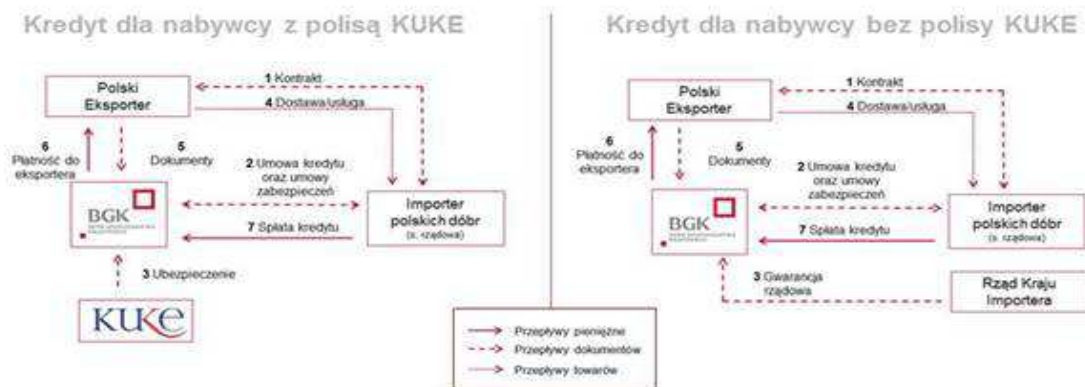 Kredyt dla nabywcy z polisą KUKE
Polski
Eksporter
1 Kontrakt
4 Dostawa/usługa
6
Płatność do
eksportera
5
Dokumenty
2 Umowa kredytu
oraz umowy
zabezpieczeń
BGK
Importer
polskich dóbr
(s. rządowa)
7 Spłata kredytu
3 Ubezpieczenie
KUKE
Kredyt dla nabywcy bez polisy KUKE
Polski
Eksporter
1 Kontrakt
4 Dostawa/usługa
6
Płatność do
eksportera
5
Dokumenty
2 Umowa kredytu
oraz umowy
zabezpieczeń
BGK
Importer
polskich dóbr
(s. rządowa)
7 Spłata kredytu
3 Gwarancja
rządowa
Rząd Kraju
Importera
Przepływy pieniężne
Przepływy dokumentów
Przepływy towarów